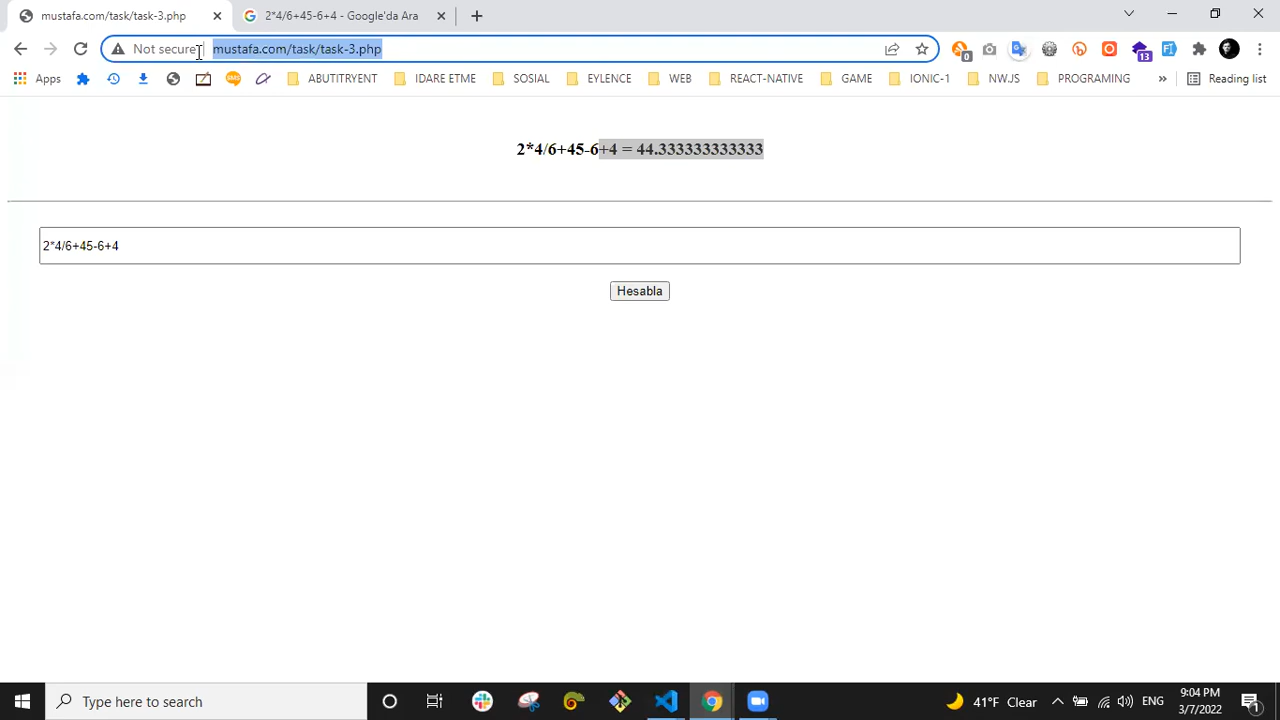 mustafa.com/task/task-3.php
2*4/6+45-6+4 - Google'da Ara
Not secure mustafa.com/task/task-3.php
0
13
Apps ABUTITRYENT IDARE ETME SOSIAL EYLENCE WEB REACT-NATIVE GAME IONIC-1 NWJS PROGRAMING » Reading list
2*4/6+45-6+4 = 44.333333333333
2*4/6+45-6+4
Hesabla
Type here to search
41°F Clear ENG
9:04 PM
3/7/2022
1